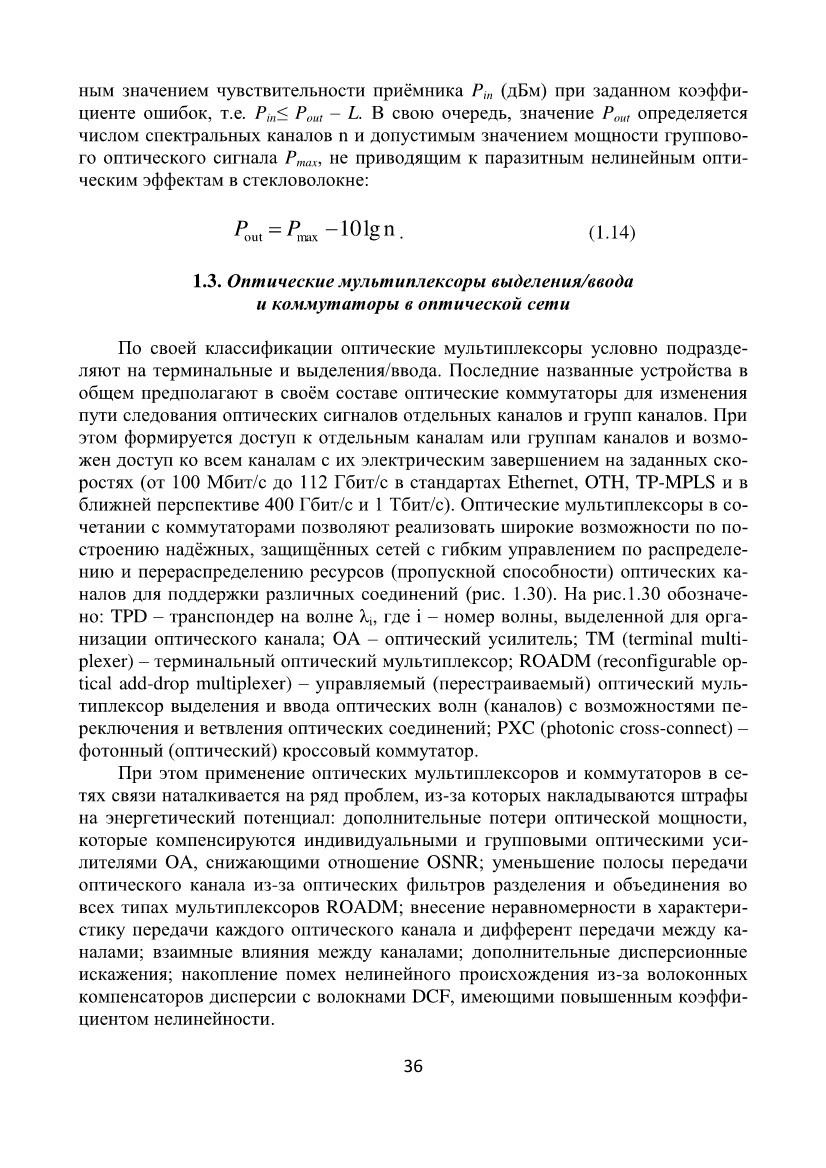 ным значением чувствительности приёмника Pin (дБм) при заданном коэффи-
циенте ошибок, т.е. Pin≤ Pout – L. В свою очередь, значение Pout определяется
числом спектральных каналов n и допустимым значением мощности группово-
го оптического сигнала Pmax, не приводящим к паразитным нелинейным опти-
ческим эффектам в стекловолокне:
Pout = Pmax −10lg n . (1.14)
1.3. Оптические мультиплексоры выделения/ввода
и коммутаторы в оптической сети
По своей классификации оптические мультиплексоры условно подразде-
ляют на терминальные и выделения/ввода. Последние названные устройства в
общем предполагают в своём составе оптические коммутаторы для изменения
пути следования оптических сигналов отдельных каналов и групп каналов. При
этом формируется доступ к отдельным каналам или группам каналов и возмо-
жен доступ ко всем каналам с их электрическим завершением на заданных ско-
ростях (от 100 Мбит/с до 112 Гбит/с в стандартах Ethernet, OTH, TP-MPLS и в
ближней перспективе 400 Гбит/с и 1 Тбит/с). Оптические мультиплексоры в со-
четании с коммутаторами позволяют реализовать широкие возможности по по-
строению надёжных, защищённых сетей с гибким управлением по распределе-
нию и перераспределению ресурсов (пропускной способности) оптических ка-
налов для поддержки различных соединений (рис. 1.30). На рис.1.30 обозначе-
но: TPD – транспондер на волне λi, где i – номер волны, выделенной для орга-
низации оптического канала; OA – оптический усилитель; TM (terminal multi-
plexer) – терминальный оптический мультиплексор; ROADM (reconfigurable op-
tical add-drop multiplexer) – управляемый (перестраиваемый) оптический муль-
типлексор выделения и ввода оптических волн (каналов) с возможностями пе-
реключения и ветвления оптических соединений; PXC (photonic cross-connect) –
фотонный (оптический) кроссовый коммутатор.
При этом применение оптических мультиплексоров и коммутаторов в се-
тях связи наталкивается на ряд проблем, из-за которых накладываются штрафы
на энергетический потенциал: дополнительные потери оптической мощности,
которые компенсируются индивидуальными и групповыми оптическими уси-
лителями ОА, снижающими отношение OSNR; уменьшение полосы передачи
оптического канала из-за оптических фильтров разделения и объединения во
всех типах мультиплексоров ROADM; внесение неравномерности в характери-
стику передачи каждого оптического канала и дифферент передачи между ка-
налами; взаимные влияния между каналами; дополнительные дисперсионные
искажения; накопление помех нелинейного происхождения из-за волоконных
компенсаторов дисперсии с волокнами DCF, имеющими повышенным коэффи-
циентом нелинейности.
36